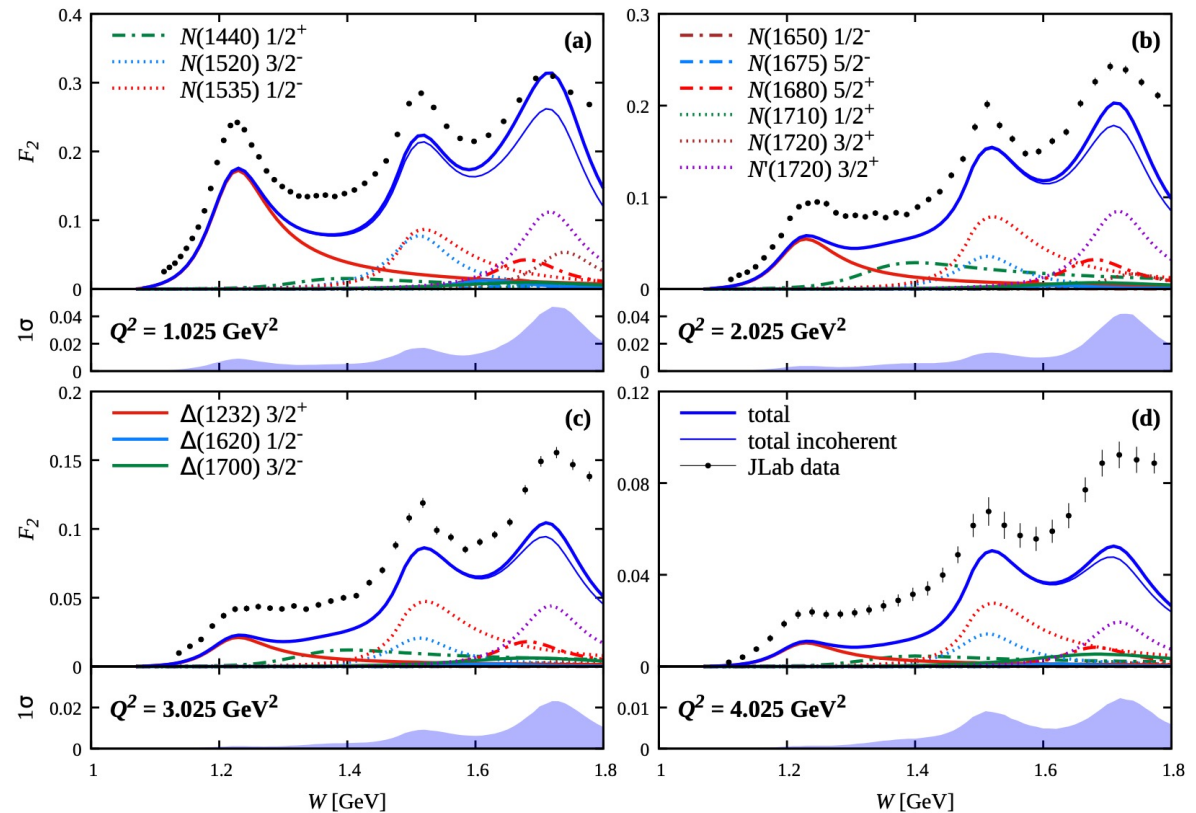 0.4
N(1440) 1/2⁺
N(1520) 3/2⁻
N(1535) 1/2⁻
(a)
0.3
F₂
0.2
0.1
0
0.04
1σ
0.02
0
Q² = 1.025 GeV²
0.3
N(1650) 1/2⁻
N(1675) 5/2⁻
N(1680) 5/2⁺
N(1710) 1/2⁺
N(1720) 3/2⁺
N'(1720) 3/2⁺
(b)
0.2
0.1
0
0.04
0.02
0
Q² = 2.025 GeV²
0.2
Δ(1232) 3/2⁺
Δ(1620) 1/2⁻
Δ(1700) 3/2⁻
(c)
0.15
F₂
0.1
0.05
0
1σ
0.02
0
Q² = 3.025 GeV²
1 1.2 1.4 1.6 1.8
W [GeV]
0.12
total
total incoherent
JLab data
(d)
0.08
0.04
0
0.01
0
Q² = 4.025 GeV²
1 1.2 1.4 1.6 1.8
W [GeV]